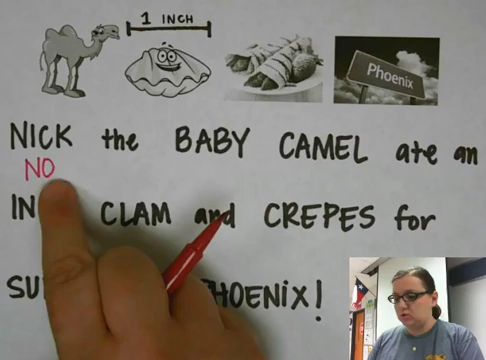 1 INCH
Phoenix
NICK the BABY CAMEL ate an
NO
CLAM and CREPES for